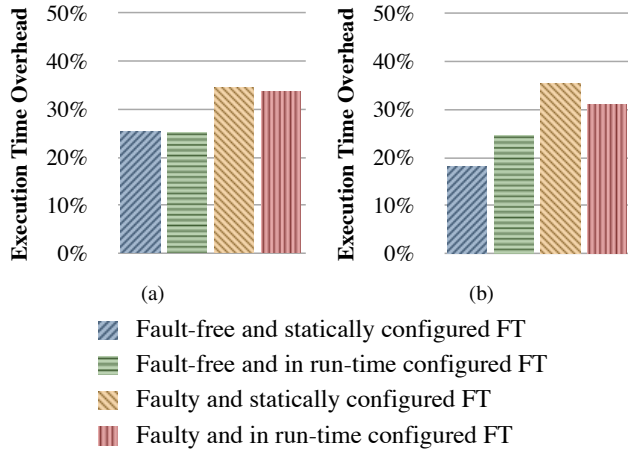 Execution Time Overhead
50%
40%
30%
20%
10%
0%
(a)
Execution Time Overhead
50%
40%
30%
20%
10%
0%
(b)
Fault-free and statically configured FT
Fault-free and in run-time configured FT
Faulty and statically configured FT
Faulty and in run-time configured FT